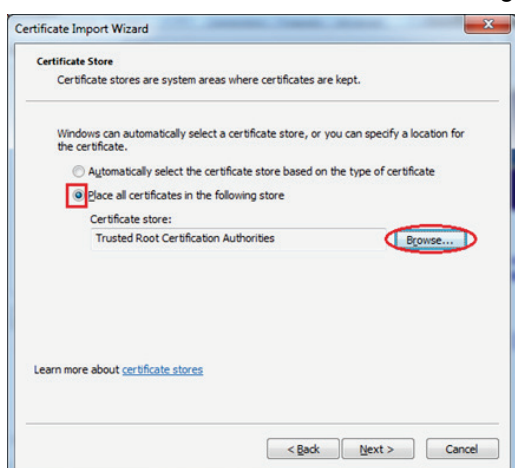 Certificate Import Wizard
Certificate Store
Certificate stores are system areas where certificates are kept.
Windows can automatically select a certificate store, or you can specify a location for
the certificate.
Automatically select the certificate store based on the type of certificate
Place all certificates in the following store
Certificate store:
Trusted Root Certification Authorities
Browse...
Learn more about certificate stores
< Back Next > Cancel